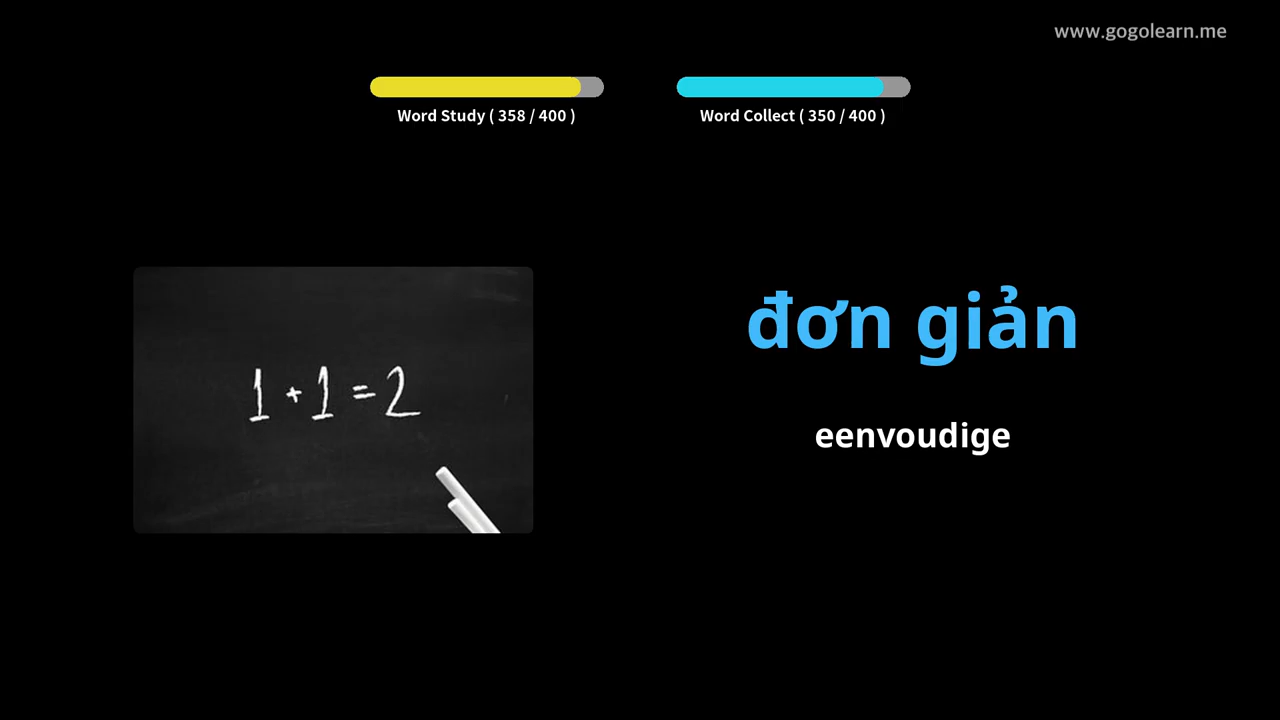 www.gogolearn.me
Word Study ( 358 / 400 )
Word Collect ( 350 / 400 )
1 + 1 = 2
đơn giản
eenvoudige